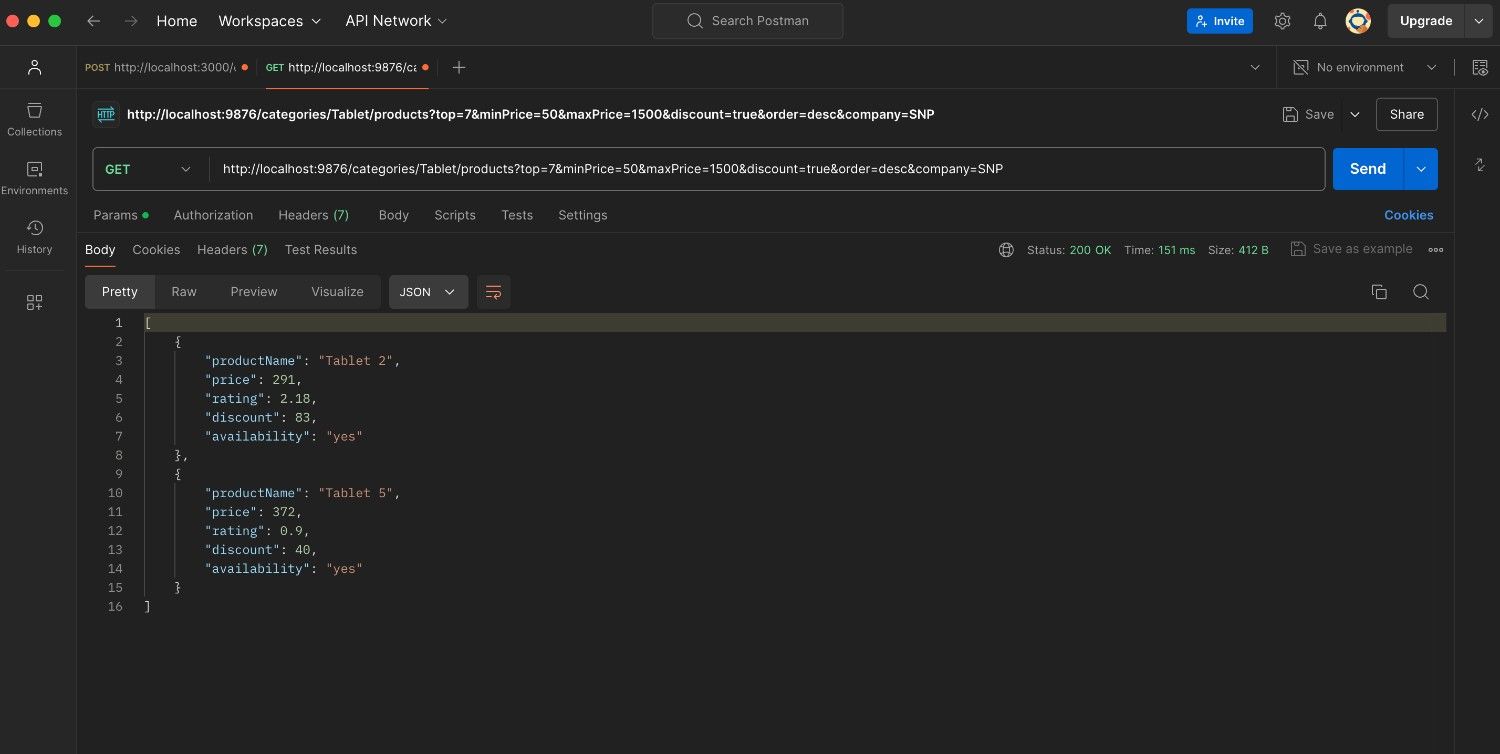 Home Workspaces API Network Search Postman Invite Upgrade
POST http://localhost:3000/ GET http://localhost:9876/ca No environment
HTTP http://localhost:9876/categories/Tablet/products?top=7&minPrice=50&maxPrice=1500&discount=true&order=desc&company=SNP Save Share
Collections
GET http://localhost:9876/categories/Tablet/products?top=7&minPrice=50&maxPrice=1500&discount=true&order=desc&company=SNP Send
Environments
Params Authorization Headers (7) Body Scripts Tests Settings Cookies
History
Body Cookies Headers (7) Test Results Status: 200 OK Time: 151 ms Size: 412 B Save as example
Pretty Raw Preview Visualize JSON
1 [
2 {
3 "productName": "Tablet 2",
4 "price": 291,
5 "rating": 2.18,
6 "discount": 83,
7 "availability": "yes"
8 },
9 {
10 "productName": "Tablet 5",
11 "price": 372,
12 "rating": 0.9,
13 "discount": 40,
14 "availability": "yes"
15 }
16 ]